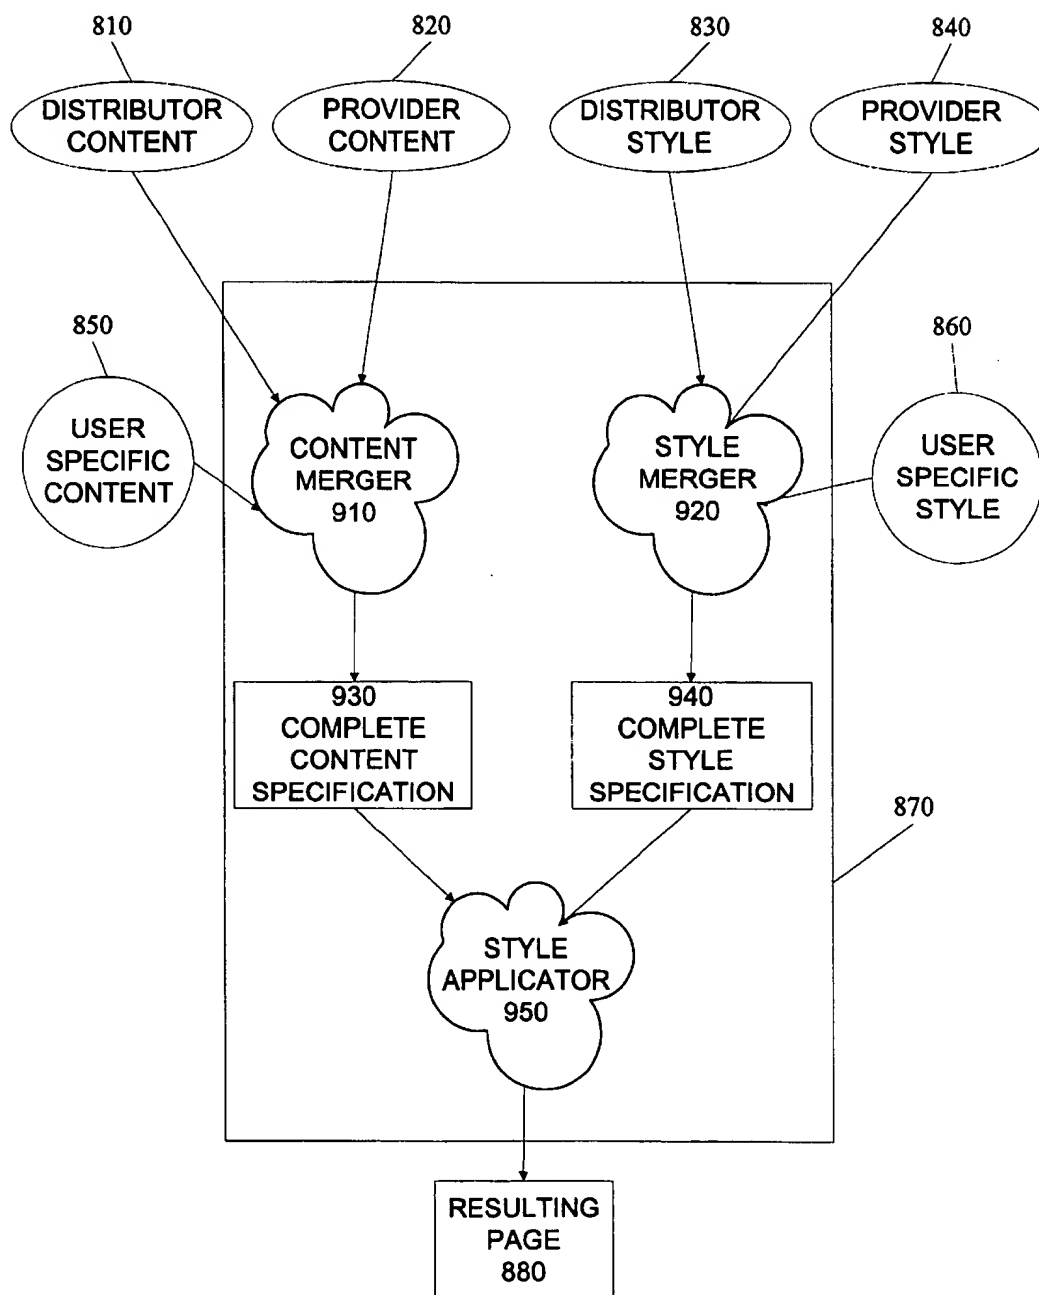 810
820
830
840
DISTRIBUTOR
CONTENT
PROVIDER
CONTENT
DISTRIBUTOR
STYLE
PROVIDER
STYLE
850
860
USER
SPECIFIC
CONTENT
CONTENT
MERGER
910
STYLE
MERGER
920
USER
SPECIFIC
STYLE
930
COMPLETE
CONTENT
SPECIFICATION
940
COMPLETE
STYLE
SPECIFICATION
870
STYLE
APPLICATOR
950
RESULTING
PAGE
880